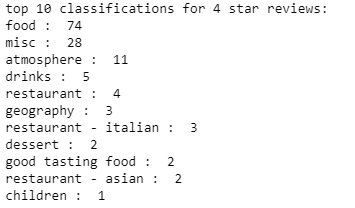 top 10 classifications for 4 star reviews:
food :  74
misc :  28
atmosphere :  11
drinks :  5
restaurant :  4
geography :  3
restaurant - italian :  3
dessert :  2
good tasting food :  2
restaurant - asian :  2
children :  1